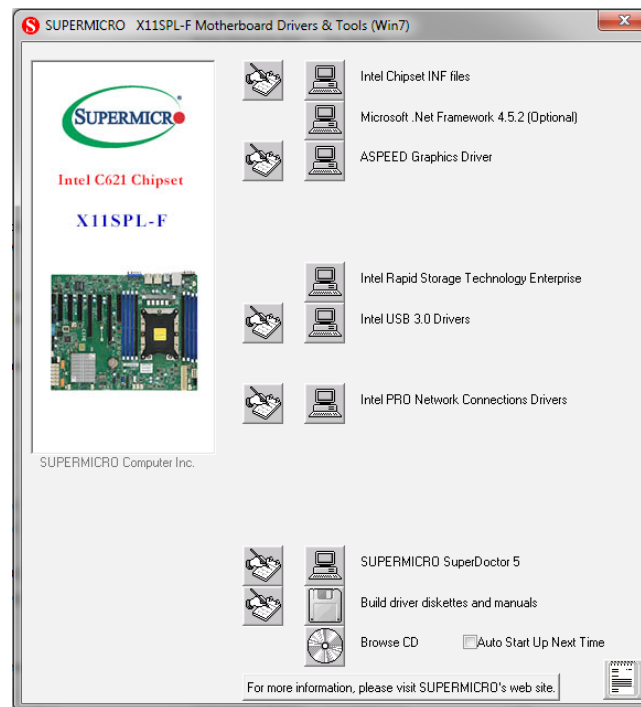 SUPERMICRO X11SPL-F Motherboard Drivers & Tools (Win7)
SUPERMICRO
Intel C621 Chipset
X11SPL-F
SUPERMICRO Computer Inc.
Intel Chipset INF files
Microsoft .Net Framework 4.5.2 (Optional)
ASPEED Graphics Driver
Intel Rapid Storage Technology Enterprise
Intel USB 3.0 Drivers
Intel PRO Network Connections Drivers
SUPERMICRO SuperDoctor 5
Build driver diskettes and manuals
Browse CD
Auto Start Up Next Time
For more information, please visit SUPERMICRO's web site.